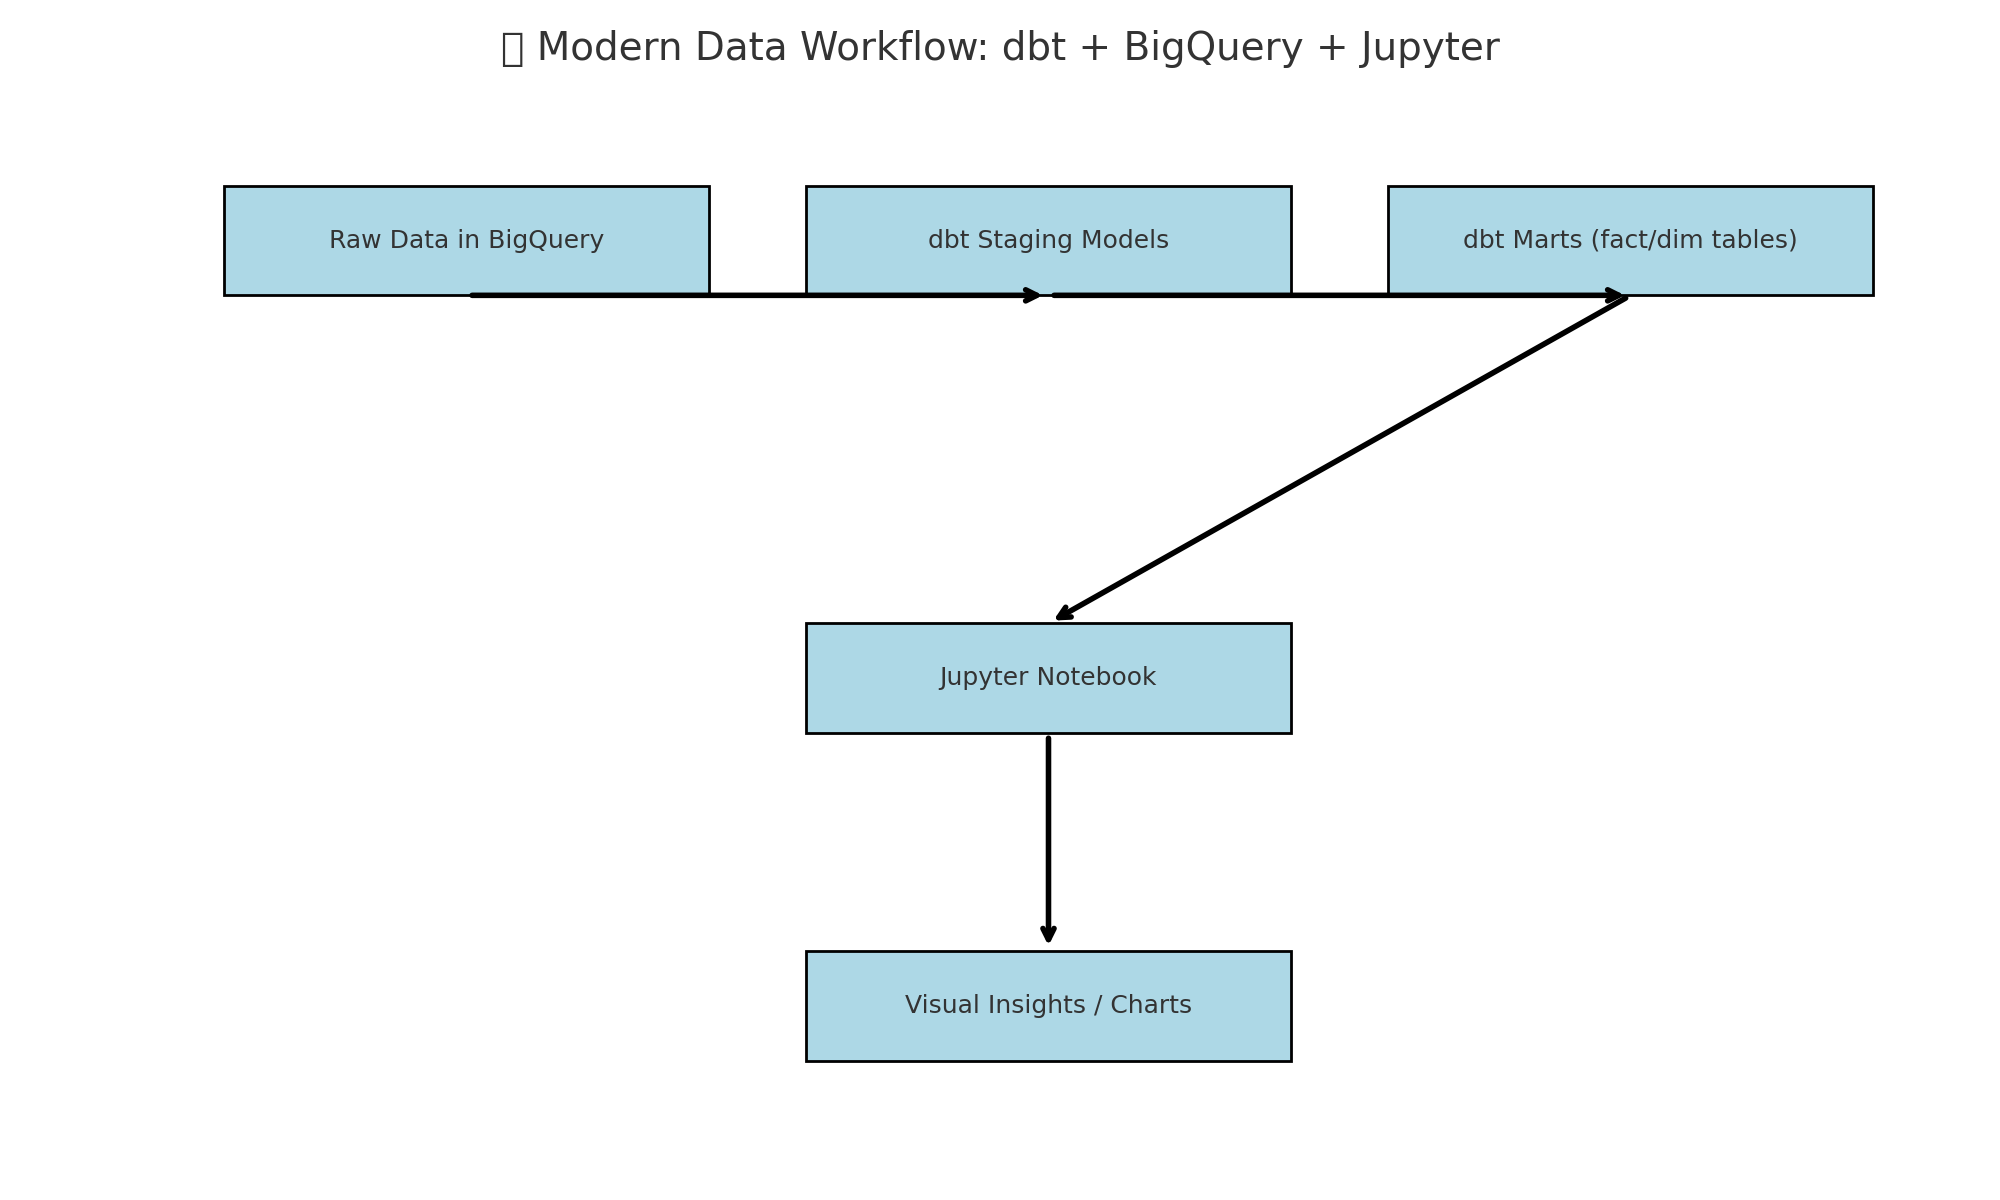 Modern Data Workflow: dbt + BigQuery + Jupyter
Raw Data in BigQuery
dbt Staging Models
dbt Marts (fact/dim tables)
Jupyter Notebook
Visual Insights / Charts